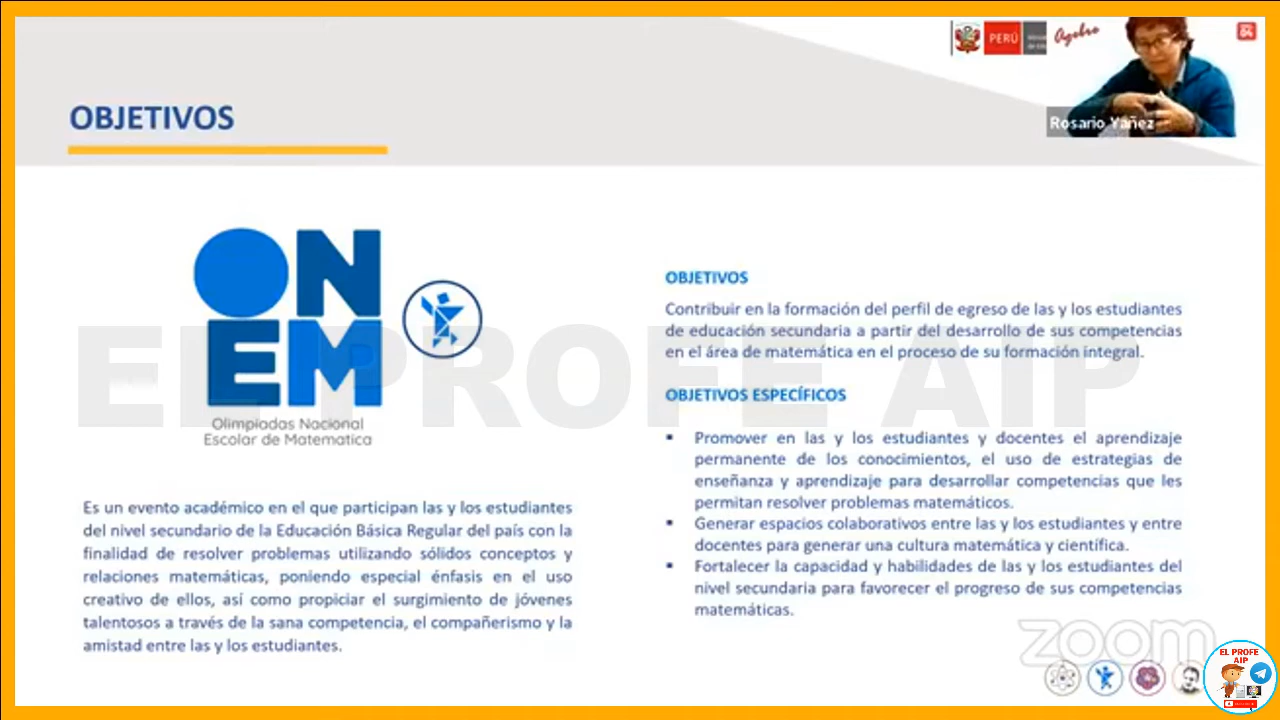 PERÚ
Rosario Yañez
OBJETIVOS
ON
EM
Olimpiadas Nacional
Escolar de Matematica
Es un evento académico en el que participan las y los estudiantes
del nivel secundario de la Educación Básica Regular del país con la
finalidad de resolver problemas utilizando sólidos conceptos y
relaciones matemáticas, poniendo especial énfasis en el uso
creativo de ellos, así como propiciar el surgimiento de jóvenes
talentosos a través de la sana competencia, el compañerismo y la
amistad entre las y los estudiantes.
OBJETIVOS
Contribuir en la formación del perfil de egreso de las y los estudiantes
de educación secundaria a partir del desarrollo de sus competencias
en el área de matemática en el proceso de su formación integral.
OBJETIVOS ESPECÍFICOS
▪ Promover en las y los estudiantes y docentes el aprendizaje
permanente de los conocimientos, el uso de estrategias de
enseñanza y aprendizaje para desarrollar competencias que les
permitan resolver problemas matemáticos.
▪ Generar espacios colaborativos entre las y los estudiantes y entre
docentes para generar una cultura matemática y científica.
▪ Fortalecer la capacidad y habilidades de las y los estudiantes del
nivel secundaria para favorecer el progreso de sus competencias
matemáticas.
EL PROFE AIP
zoom
EL PROFE
AIP